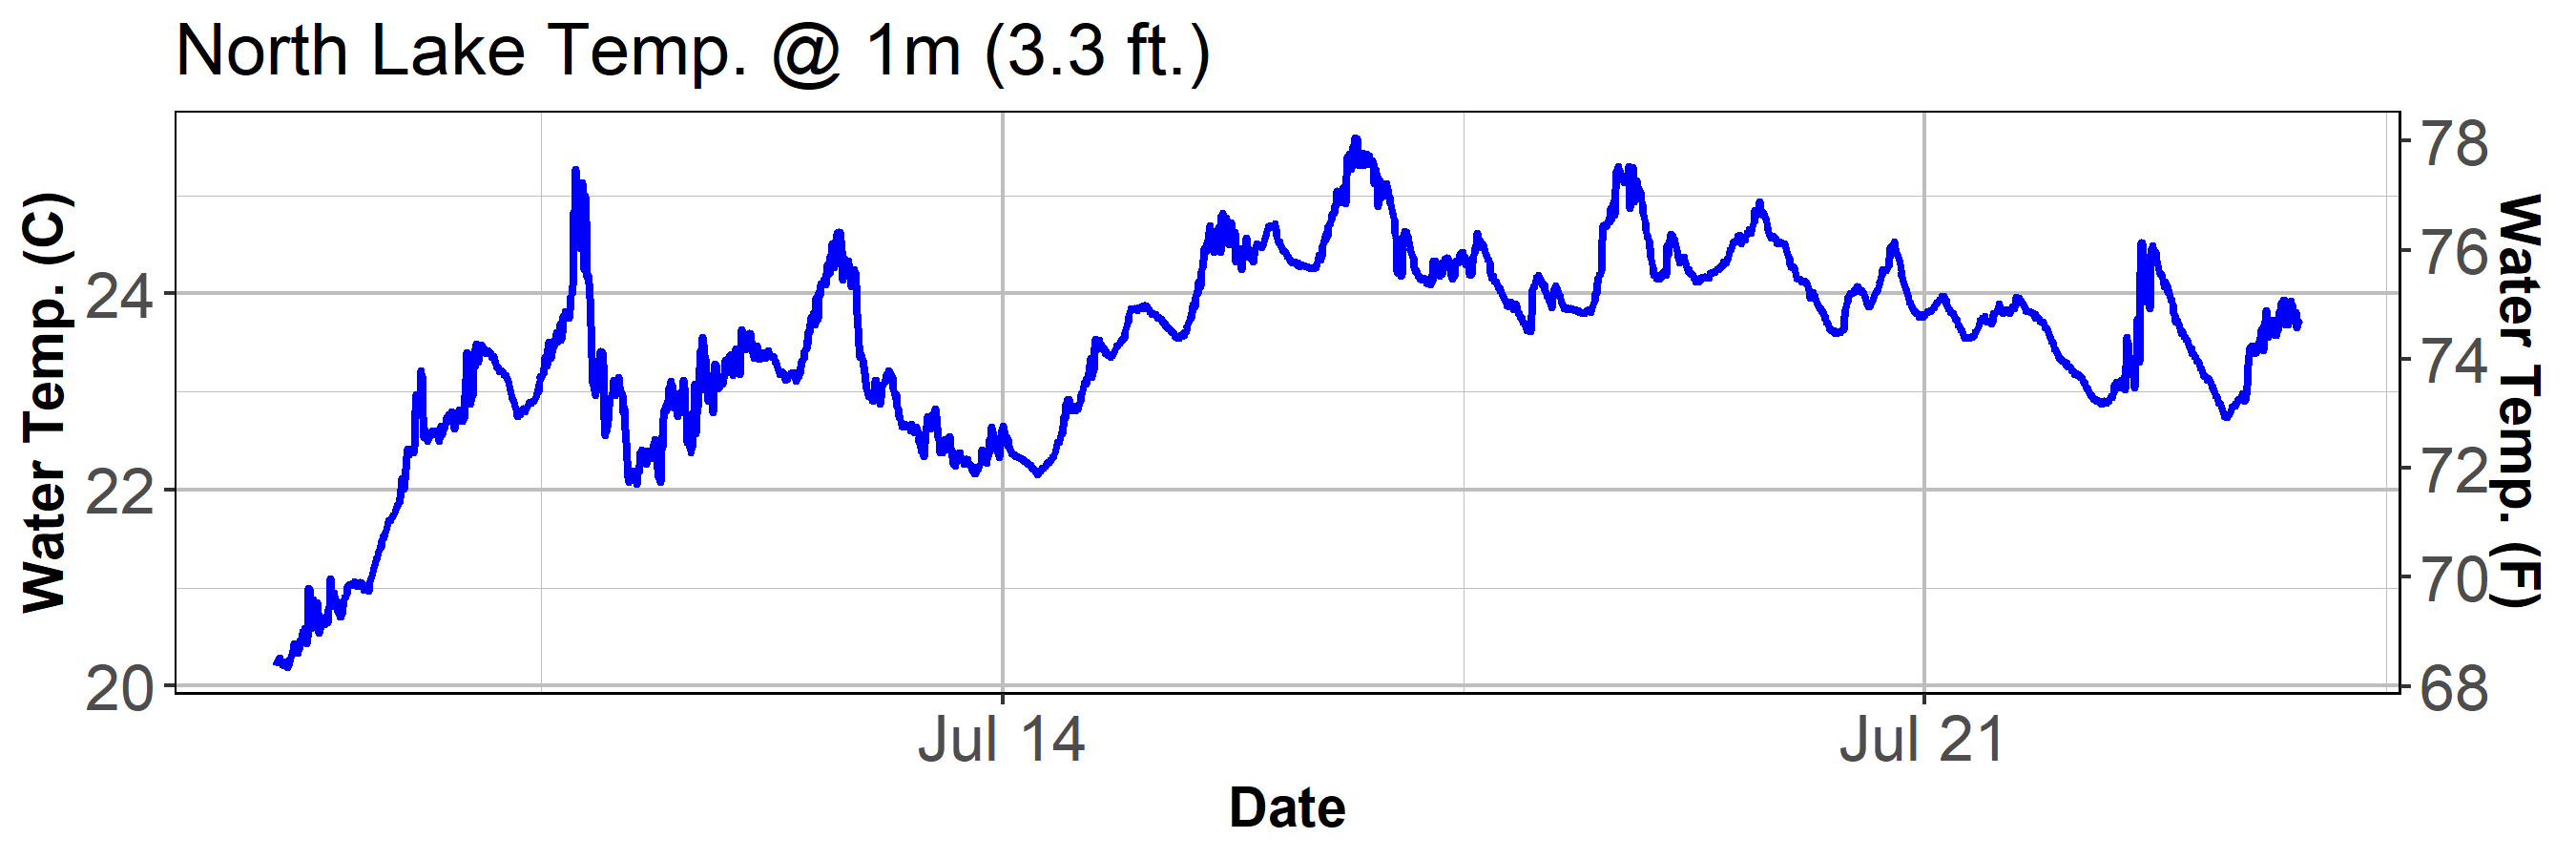 North Lake Temp. @ 1m (3.3 ft.)
Water Temp. (C)
24
22
20
78
76
74
72
70
68
Water Temp. (F)
Jul 14
Jul 21
Date